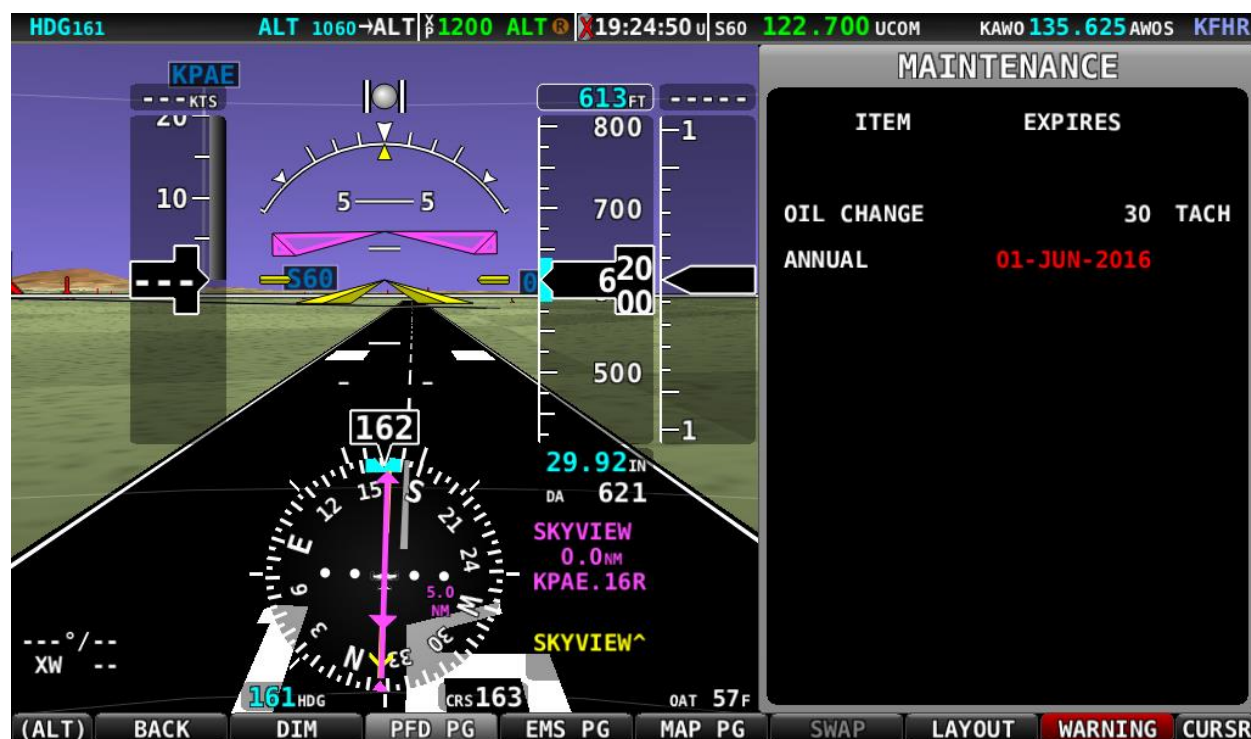 HDG161 ALT 1060→ALT XP 1200 ALT R X 19:24:50 U S60 122.700 UCOM KAWO 135.625 AWOS KFHR
MAINTENANCE
ITEM EXPIRES
OIL CHANGE 30 TACH
ANNUAL 01-JUN-2016
KPAE
---KTS
20
10
---
5 5
S60
613FT
800
700
620
00
500
-----
1
1
162
29.92IN
DA 621
SKYVIEW
0.0NM
KPAE.16R
SKYVIEW^
15 S 21 24 W 30 33 N 3 6 E 12
5.0
NM
---°/--
XW --
161HDG CRS163 OAT 57F
(ALT) BACK DIM PFD PG EMS PG MAP PG SWAP LAYOUT WARNING CURSR